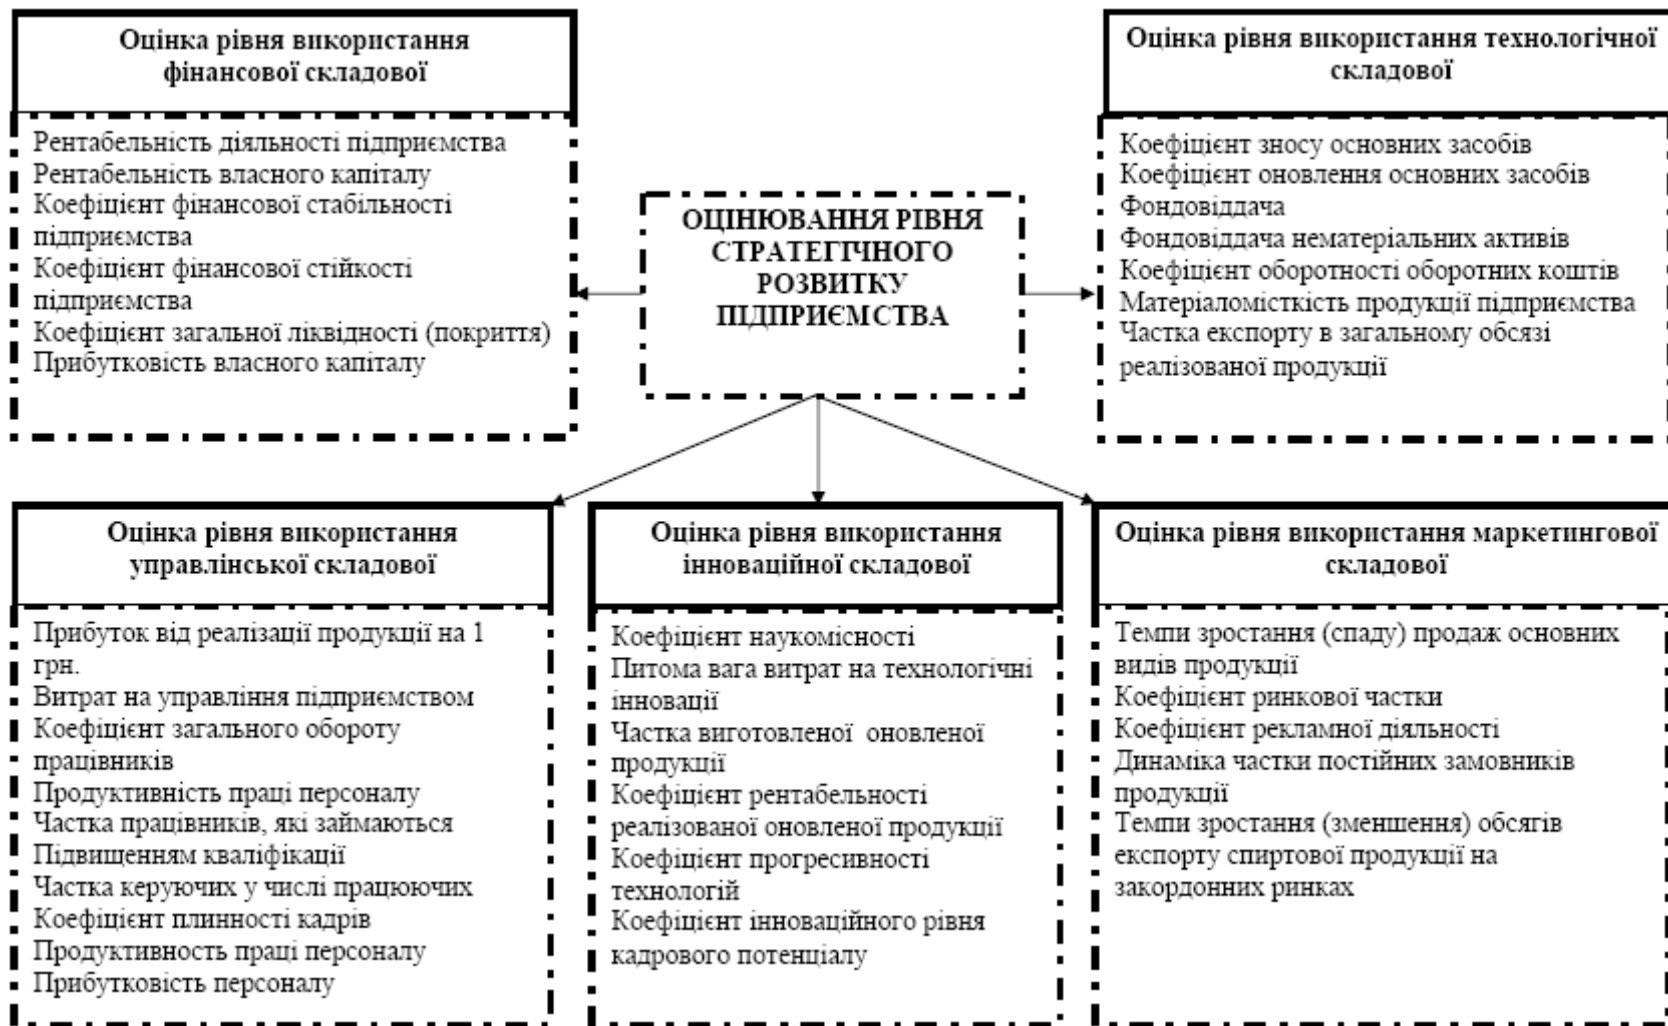 Оцінка рівня використання
фінансової складової
Рентабельність діяльності підприємства
Рентабельність власного капіталу
Коефіцієнт фінансової стабільності
підприємства
Коефіцієнт фінансової стійкості
підприємства
Коефіцієнт загальної ліквідності (покриття)
Прибутковість власного капіталу
ОЦІНЮВАННЯ РІВНЯ
СТРАТЕГІЧНОГО
РОЗВИТКУ
ПІДПРИЄМСТВА
Оцінка рівня використання технологічної
складової
Коефіцієнт зносу основних засобів
Коефіцієнт оновлення основних засобів
Фондовіддача
Фондовіддача нематеріальних активів
Коефіцієнт оборотності оборотних коштів
Матеріаломісткість продукції підприємства
Частка експорту в загальному обсязі
реалізованої продукції
Оцінка рівня використання
управлінської складової
Прибуток від реалізації продукції на 1
грн.
Витрат на управління підприємством
Коефіцієнт загального обороту
працівників
Продуктивність праці персоналу
Частка працівників, які займаються
Підвищенням кваліфікації
Частка керуючих у числі працюючих
Коефіцієнт плинності кадрів
Продуктивность праці персоналу
Прибутковість персоналу
Оцінка рівня використання
інноваційної складової
Коефіцієнт наукомісності
Питома вага витрат на технологічні
інновації
Частка виготовленої оновленої
продукції
Коефіцієнт рентабельності
реалізованої оновленої продукції
Коефіцієнт прогресивності
технологій
Коефіцієнт інноваційного рівня
кадрового потенціалу
Оцінка рівня використання маркетингової
складової
Темпи зростання (спаду) продаж основних
видів продукції
Коефіцієнт ринкової частки
Коефіцієнт рекламної діяльності
Динаміка частки постійних замовників
продукції
Темпи зростання (зменшення) обсягів
експорту спиртової продукції на
закордонних ринках